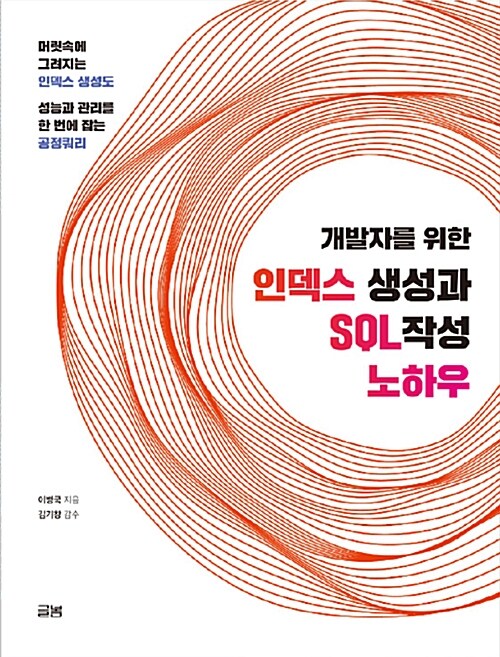 머릿속에
그려지는
인덱스 생성도
성능과 관리를
한 번에 잡는
공정쿼리
개발자를 위한
인덱스 생성과
SQL작성
노하우
이병국 지음
김기창 감수
글봄